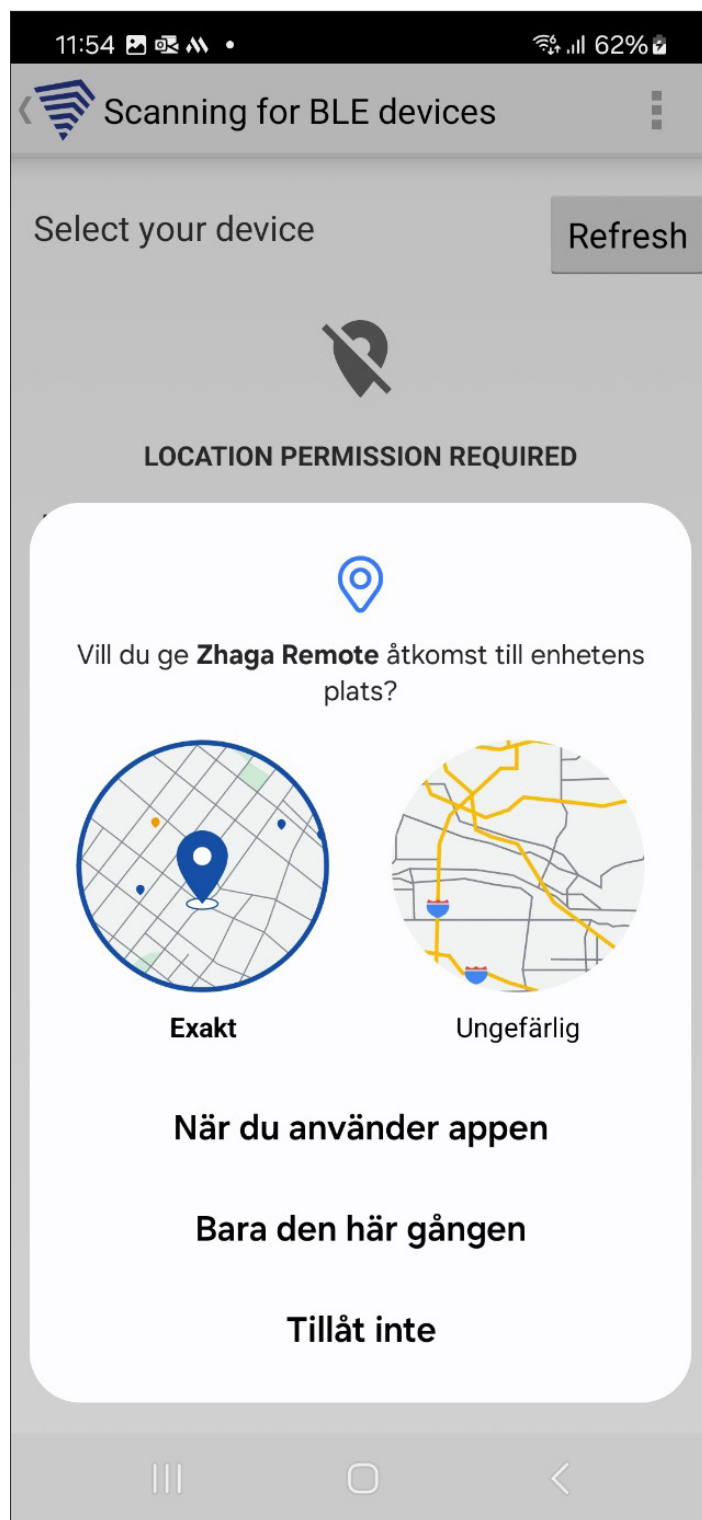 11:54 62%
Scanning for BLE devices
Select your device
Refresh
LOCATION PERMISSION REQUIRED
Vill du ge Zhaga Remote åtkomst till enhetens
plats?
Exakt Ungefärlig
När du använder appen
Bara den här gången
Tillåt inte